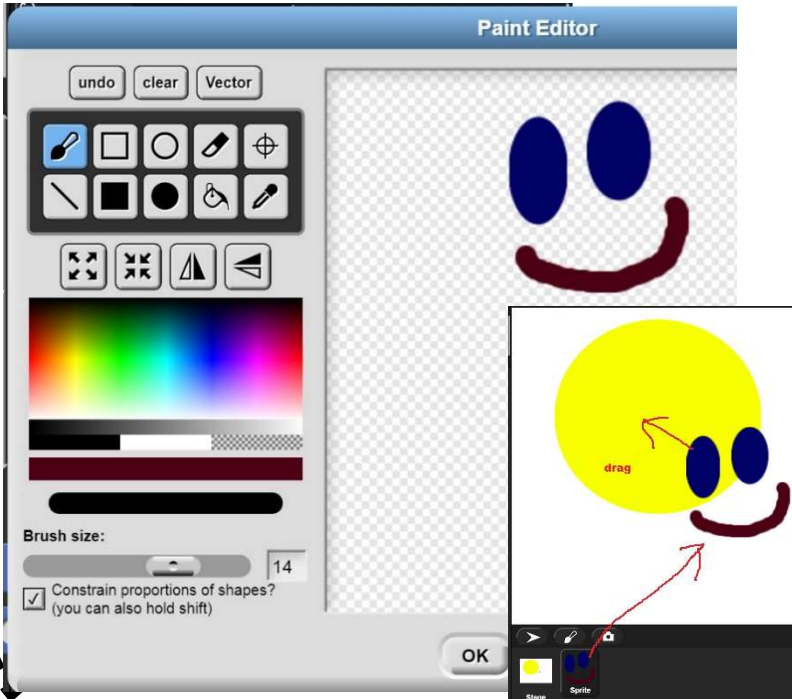 Paint Editor
undo clear Vector
Brush size:
14
Constrain proportions of shapes?
(you can also hold shift)
OK
drag
Stage
Sprite